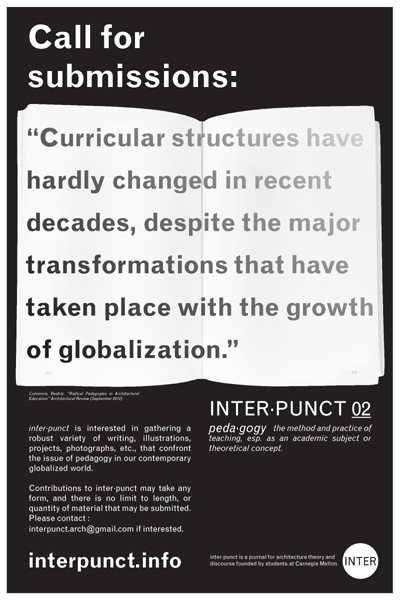 Call for
submissions:
“Curricular structures have
hardly changed in recent
decades, despite the major
transformations that have
taken place with the growth
of globalization.”
Colomina, Beatriz. "Radical Pedagogies in Architectural
Education" Architectural Review (September 2012)
INTER·PUNCT 02
peda·gogy the method and practice of
teaching, esp. as an academic subject or
theoretical concept.
inter·punct is interested in gathering a
robust variety of writing, illustrations,
projects, photographs, etc., that confront
the issue of pedagogy in our contemporary
globalized world.
Contributions to inter·punct may take any
form, and there is no limit to length, or
quantity of material that may be submitted.
Please contact :
interpunct.arch@gmail.com if interested.
interpunct.info
inter·punct is a journal for architecture theory and
discourse founded by students at Carnegie Mellon.
INTER